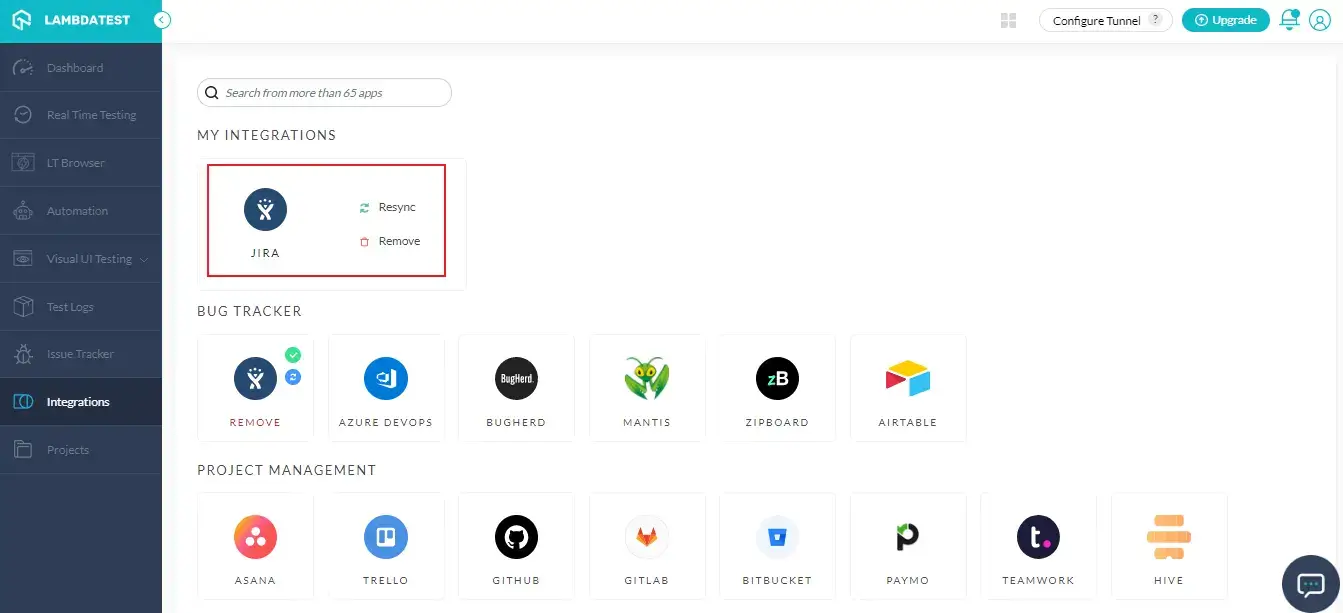 LAMBDATEST
Configure Tunnel ?
Upgrade
Dashboard
Real Time Testing
LT Browser
Automation
Visual UI Testing
Test Logs
Issue Tracker
Integrations
Projects
Search from more than 65 apps
MY INTEGRATIONS
Resync
Remove
JIRA
BUG TRACKER
BugHerd.
zB
REMOVE AZURE DEVOPS BUGHERD MANTIS ZIPBOARD AIRTABLE
PROJECT MANAGEMENT
t.
ASANA TRELLO GITHUB GITLAB BITBUCKET PAYMO TEAMWORK HIVE